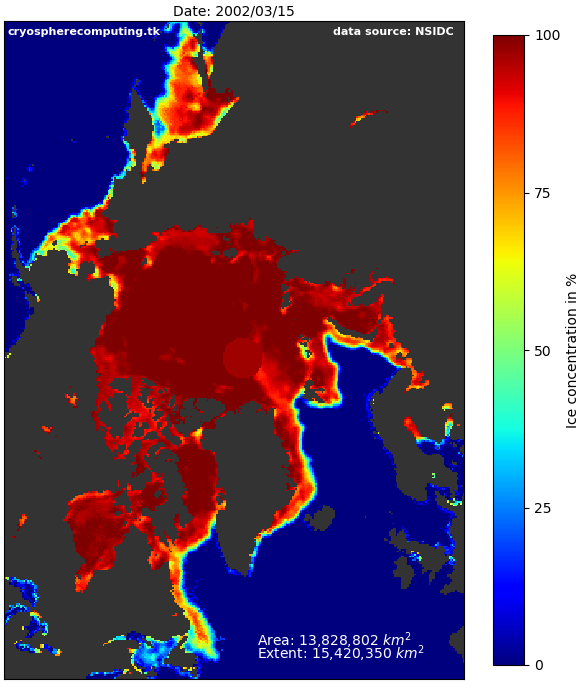 Date: 2002/03/15
cryospherecomputing.tk
data source: NSIDC
100
75
50
25
0
Ice concentration in %
Area: 13,828,802 km²
Extent: 15,420,350 km²